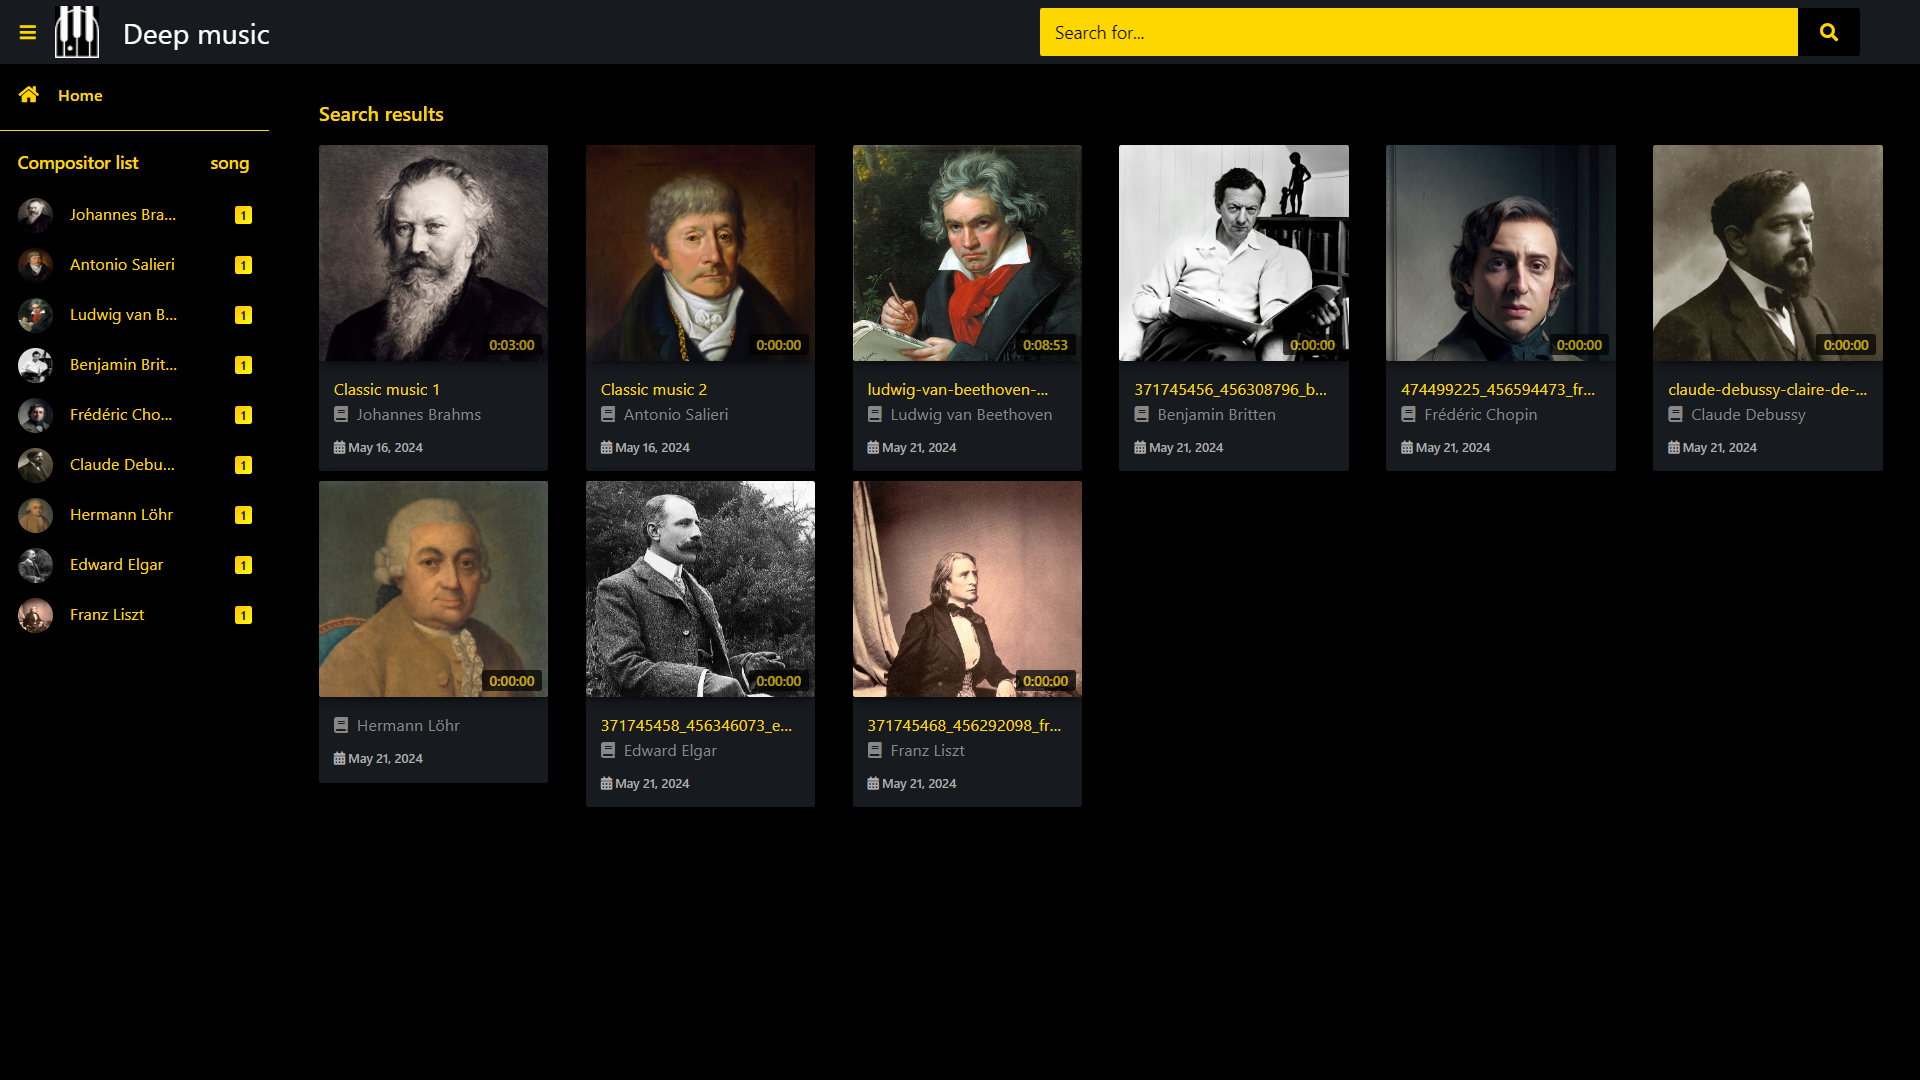 Deep music
Search for...
Home
Compositor list song
Johannes Bra... 1
Antonio Salieri 1
Ludwig van B... 1
Benjamin Brit... 1
Frédéric Cho... 1
Claude Debu... 1
Hermann Löhr 1
Edward Elgar 1
Franz Liszt 1
Search results
0:03:00
Classic music 1
Johannes Brahms
May 16, 2024
0:00:00
Classic music 2
Antonio Salieri
May 16, 2024
0:08:53
ludwig-van-beethoven-...
Ludwig van Beethoven
May 21, 2024
0:00:00
371745456_456308796_b...
Benjamin Britten
May 21, 2024
0:00:00
474499225_456594473_fr...
Frédéric Chopin
May 21, 2024
0:00:00
claude-debussy-claire-de-...
Claude Debussy
May 21, 2024
0:00:00
Hermann Löhr
May 21, 2024
0:00:00
371745458_456346073_e...
Edward Elgar
May 21, 2024
0:00:00
371745468_456292098_fr...
Franz Liszt
May 21, 2024